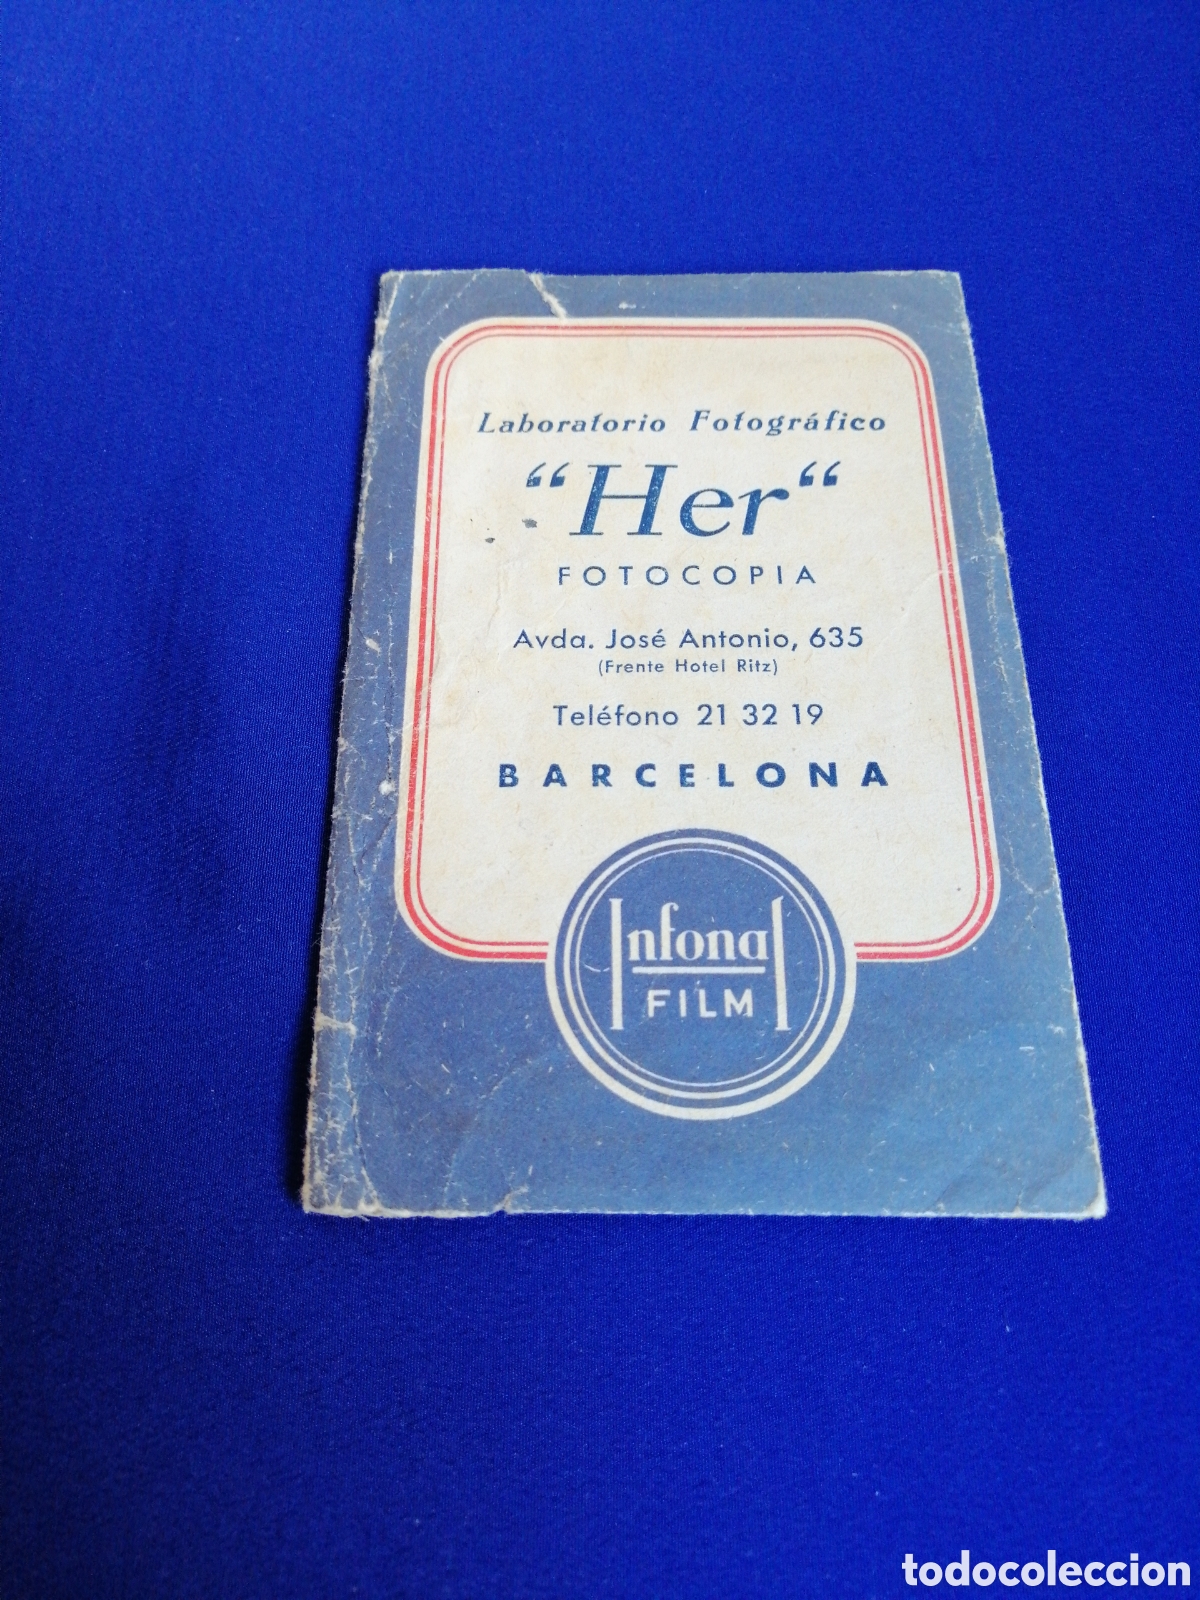 Laboratorio Fotográfico
“Her“
FOTOCOPIA
Avda. José Antonio, 635
(Frente Hotel Ritz)
Teléfono 21 32 19
BARCELONA
Infonal
FILM
todocoleccion